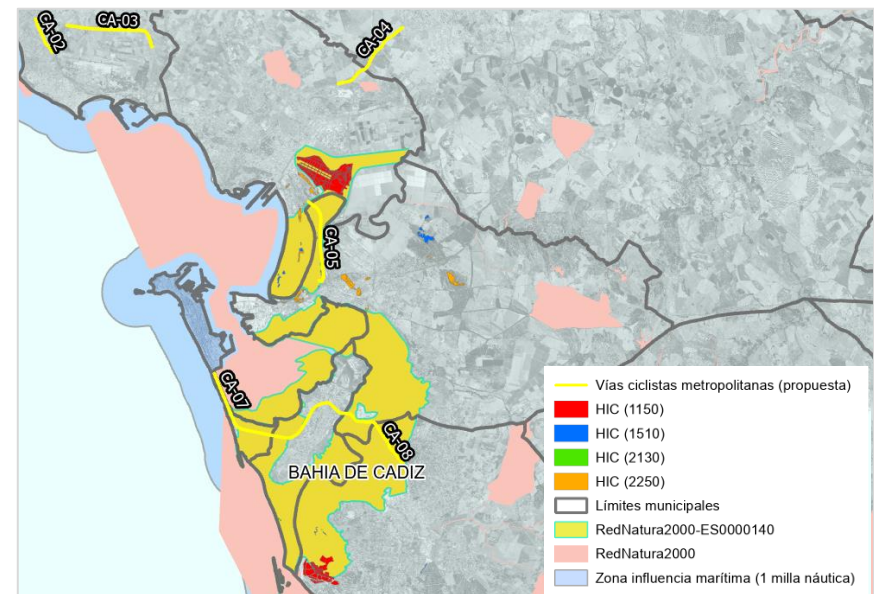 CA-02
CA-03
CA-04
CA-05
CA-07
CA-08
BAHIA DE CADIZ
Vías ciclistas metropolitanas (propuesta)
HIC (1150)
HIC (1510)
HIC (2130)
HIC (2250)
Límites municipales
RedNatura2000-ES0000140
RedNatura2000
Zona influencia marítima (1 milla náutica)